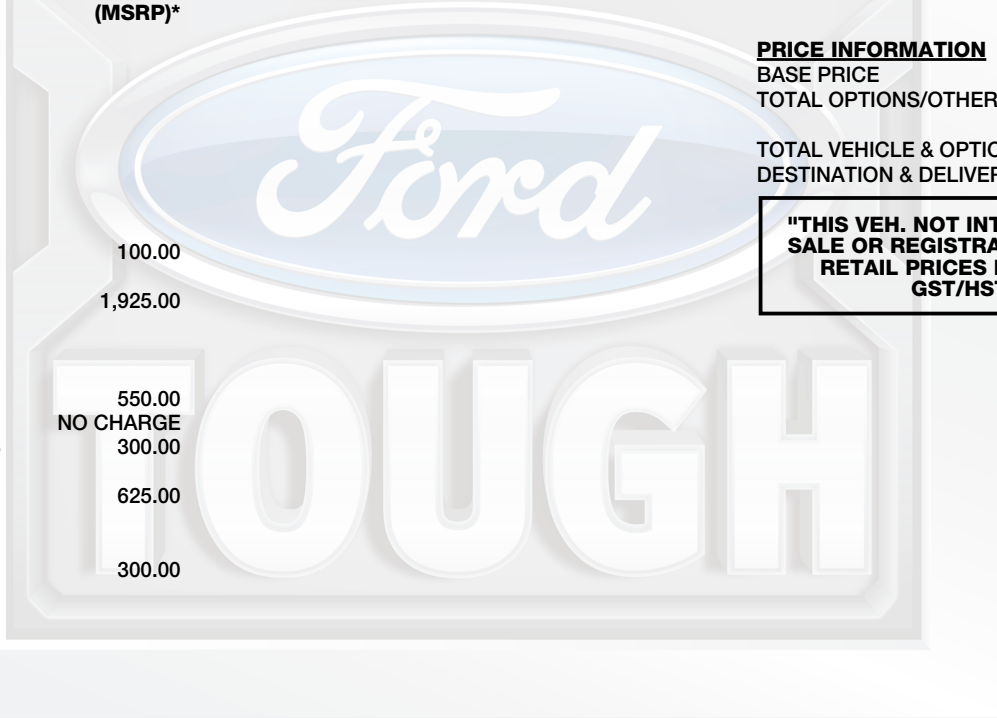 (MSRP)*
100.00
1,925.00
550.00
NO CHARGE
300.00
625.00
300.00
PRICE INFORMATION
BASE PRICE
TOTAL OPTIONS/OTHER
TOTAL VEHICLE & OPTIO
DESTINATION & DELIVER
"THIS VEH. NOT INT
SALE OR REGISTRA
RETAIL PRICES
GST/HST
Ford
TOUGH